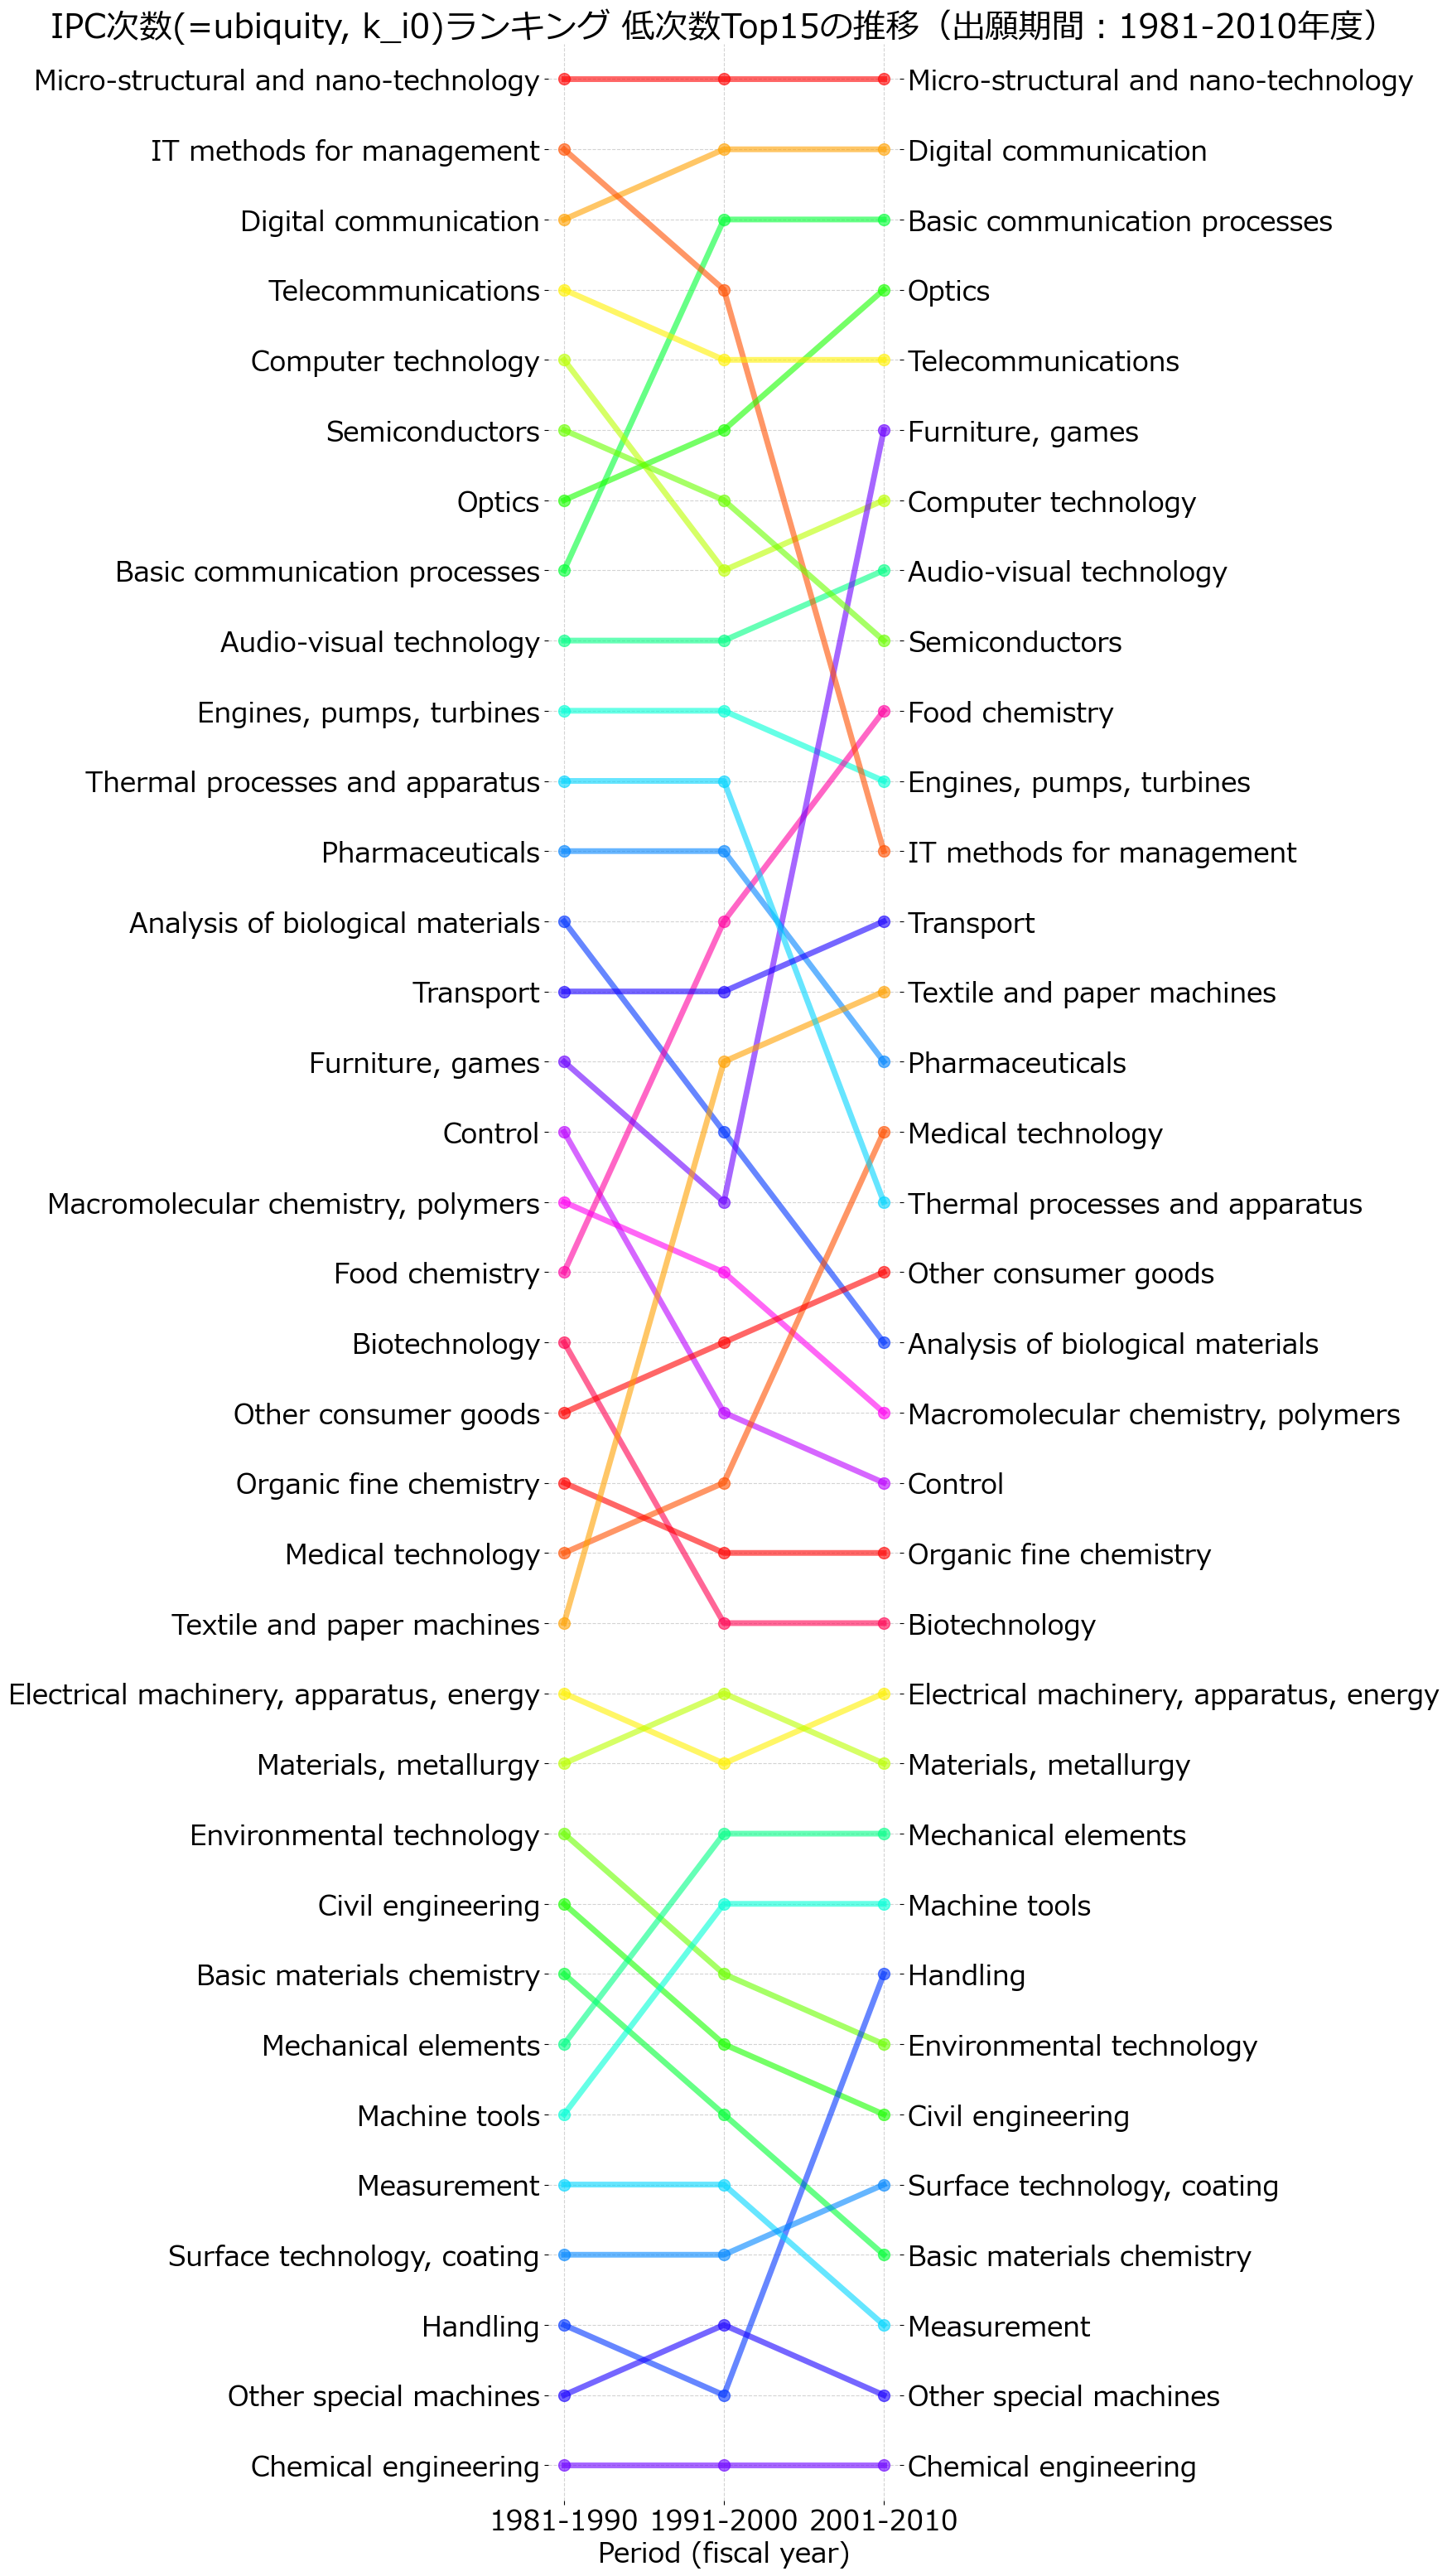 IPC次数(=ubiquity, k_i0)ランキング 低次数Top15の推移（出願期間：1981-2010年度）
Micro-structural and nano-technology Micro-structural and nano-technology
IT methods for management Digital communication
Digital communication Basic communication processes
Telecommunications Optics
Computer technology Telecommunications
Semiconductors Furniture, games
Optics Computer technology
Basic communication processes Audio-visual technology
Audio-visual technology Semiconductors
Engines, pumps, turbines Food chemistry
Thermal processes and apparatus Engines, pumps, turbines
Pharmaceuticals IT methods for management
Analysis of biological materials Transport
Transport Textile and paper machines
Furniture, games Pharmaceuticals
Control Medical technology
Macromolecular chemistry, polymers Thermal processes and apparatus
Food chemistry Other consumer goods
Biotechnology Analysis of biological materials
Other consumer goods Macromolecular chemistry, polymers
Organic fine chemistry Control
Medical technology Organic fine chemistry
Textile and paper machines Biotechnology
Electrical machinery, apparatus, energy Electrical machinery, apparatus, energy
Materials, metallurgy Materials, metallurgy
Environmental technology Mechanical elements
Civil engineering Machine tools
Basic materials chemistry Handling
Mechanical elements Environmental technology
Machine tools Civil engineering
Measurement Surface technology, coating
Surface technology, coating Basic materials chemistry
Handling Measurement
Other special machines Other special machines
Chemical engineering Chemical engineering
1981-1990 1991-2000 2001-2010
Period (fiscal year)